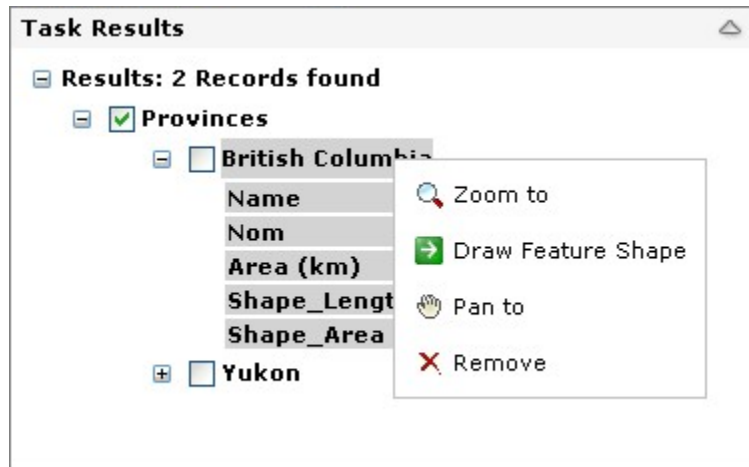 Task Results
Results: 2 Records found
Provinces
British Columbia
Name
Zoom to
Nom
Draw Feature Shape
Area (km)
Shape_Lengt
Pan to
Shape_Area
Yukon
Remove